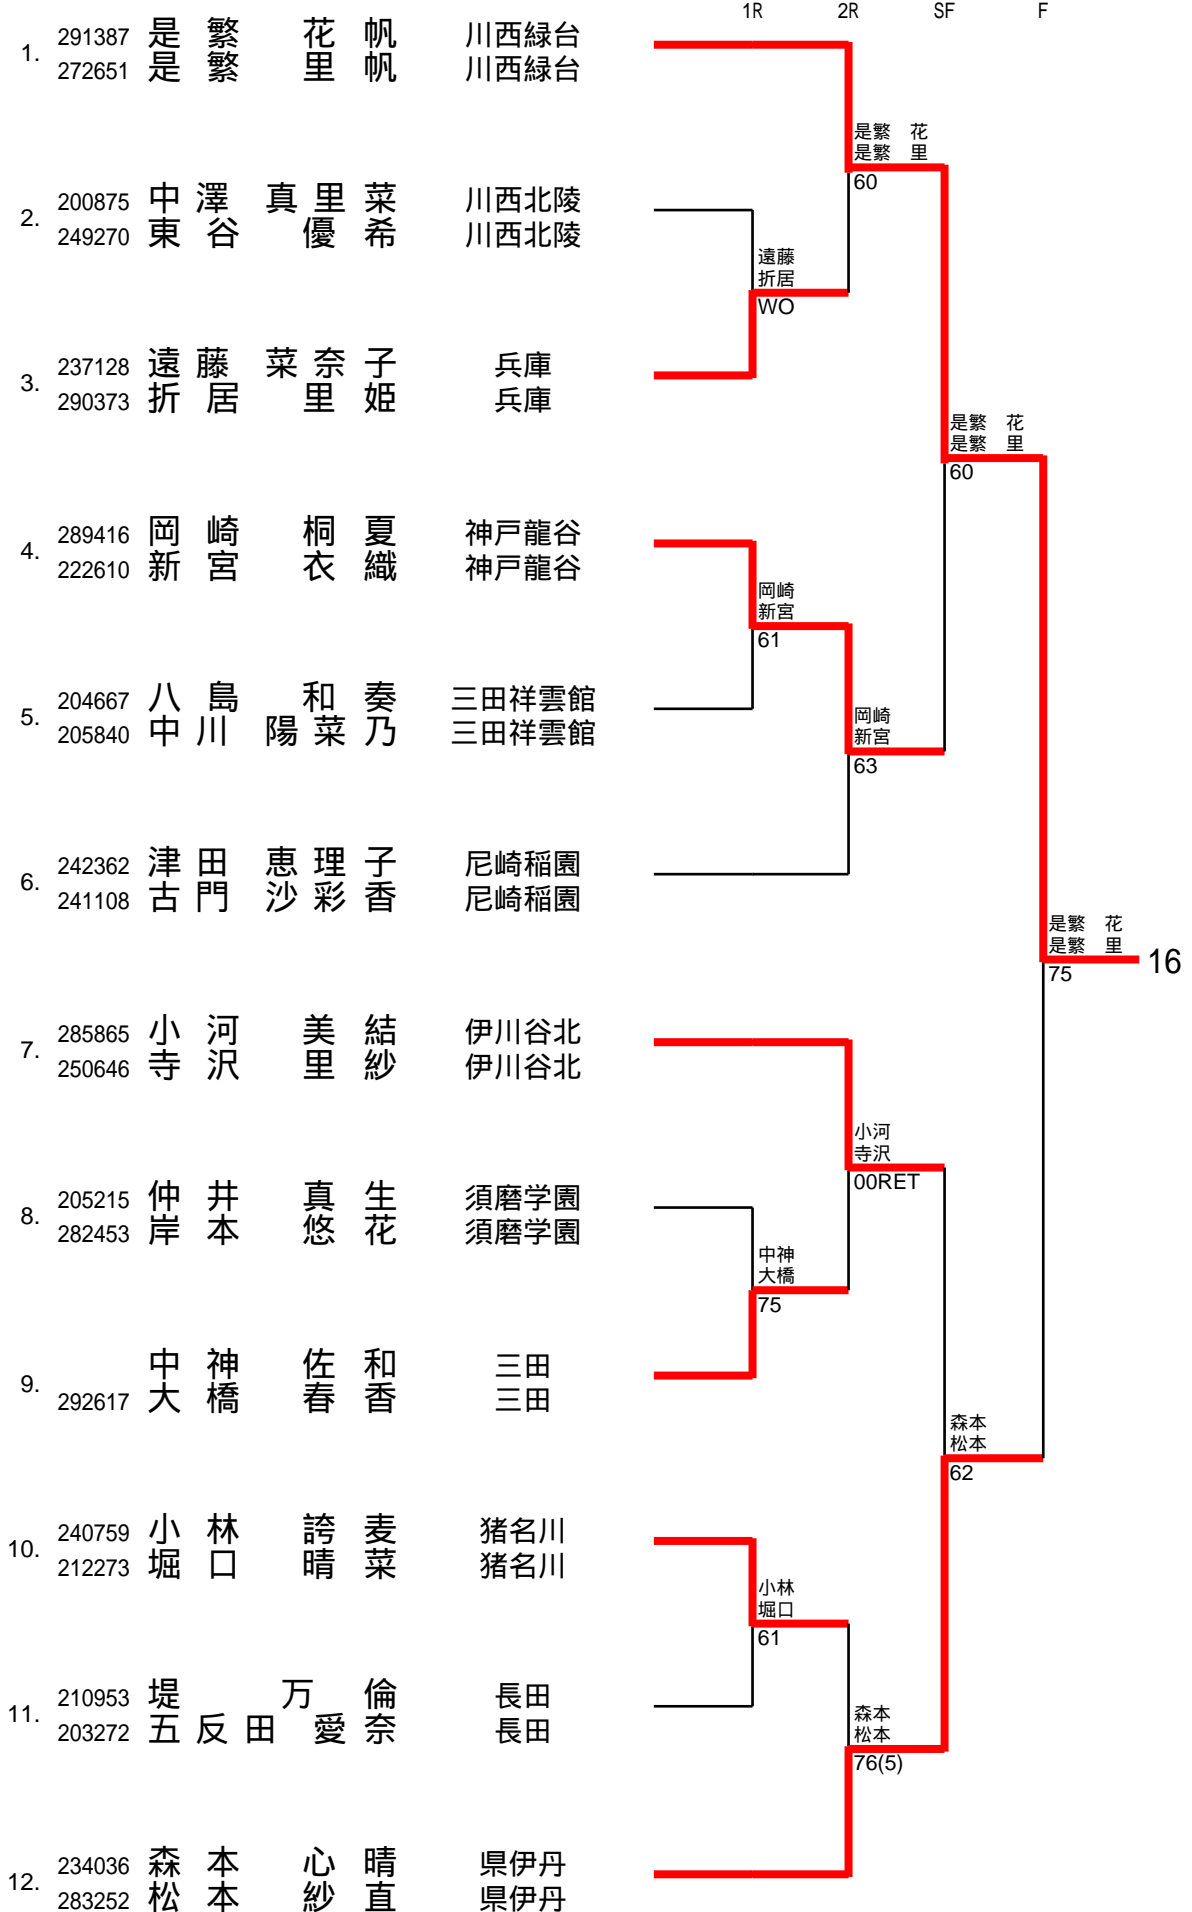 1R 2R SF F
1. 291387 是繁 花帆 川西緑台
272651 是繁 里帆 川西緑台
是繁 花
是繁 里
60
2. 200875 中澤 真里菜 川西北陵
249270 東谷 優希 川西北陵
遠藤
折居
WO
3. 237128 遠藤 菜奈子 兵庫
290373 折居 里姫 兵庫
是繁 花
是繁 里
60
4. 289416 岡崎 桐夏 神戸龍谷
222610 新宮 衣織 神戸龍谷
岡崎
新宮
61
5. 204667 八島 和奏 三田祥雲館
205840 中川 陽菜乃 三田祥雲館
岡崎
新宮
63
6. 242362 津田 恵理子 尼崎稲園
241108 古門 沙彩香 尼崎稲園
是繁 花
是繁 里
75
16
7. 285865 小河 美結 伊川谷北
250646 寺沢 里紗 伊川谷北
小河
寺沢
00RET
8. 205215 仲井 真生 須磨学園
282453 岸本 悠花 須磨学園
中神
大橋
75
9. 中神 佐和 三田
292617 大橋 春香 三田
森本
松本
62
10. 240759 小林 誇麦 猪名川
212273 堀口 晴菜 猪名川
小林
堀口
61
11. 210953 堤 万倫 長田
203272 五反田 愛奈 長田
森本
松本
76(5)
12. 234036 森本 心晴 県伊丹
283252 松本 紗直 県伊丹